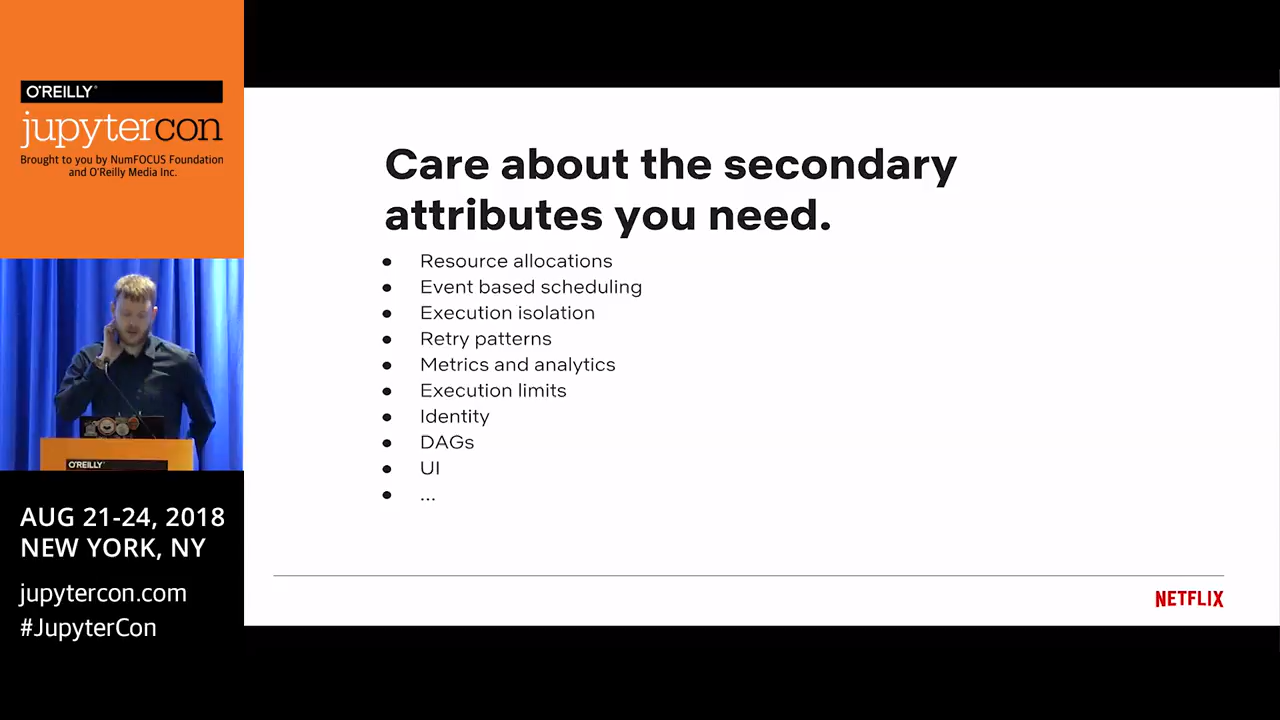 O'REILLY®
jupytercon
Brought to you by NumFOCUS Foundation
and O'Reilly Media Inc.
O'REILLY
AUG 21-24, 2018
NEW YORK, NY
jupytercon.com
#JupyterCon
Care about the secondary
attributes you need.
● Resource allocations
● Event based scheduling
● Execution isolation
● Retry patterns
● Metrics and analytics
● Execution limits
● Identity
● DAGs
● UI
● ...
NETFLIX